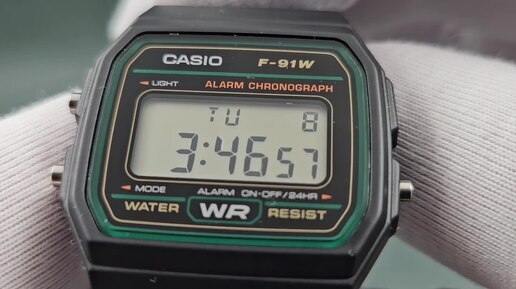 CASIO F-91W
LIGHT ALARM CHRONOGRAPH
TU 8
3:46 57
MODE ALARM ON·OFF/24HR
WATER WR RESIST